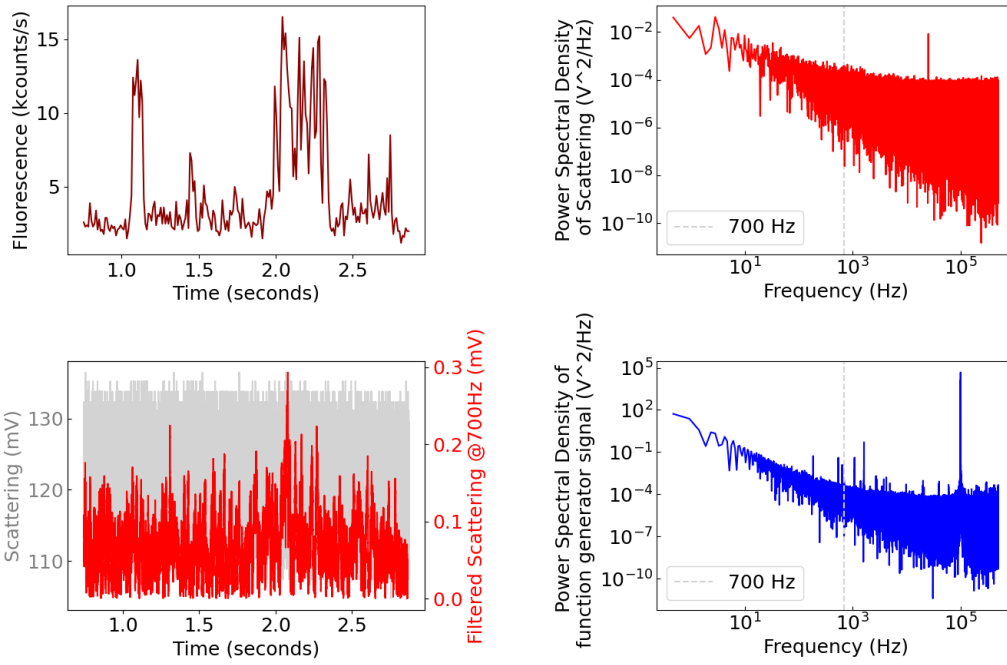 Fluorescence (kcounts/s)
15
10
5
1.0 1.5 2.0 2.5
Time (seconds)
Power Spectral Density
of Scattering (V^2/Hz)
10^-2
10^-4
10^-6
10^-8
10^-10
700 Hz
10^1 10^3 10^5
Frequency (Hz)
Scattering (mV)
130
120
110
1.0 1.5 2.0 2.5
Time (seconds)
0.3
0.2
0.1
0.0
Filtered Scattering @700Hz (mV)
Power Spectral Density of
function generator signal (V^2/Hz)
10^5
10^2
10^-1
10^-4
10^-7
10^-10
700 Hz
10^1 10^3 10^5
Frequency (Hz)